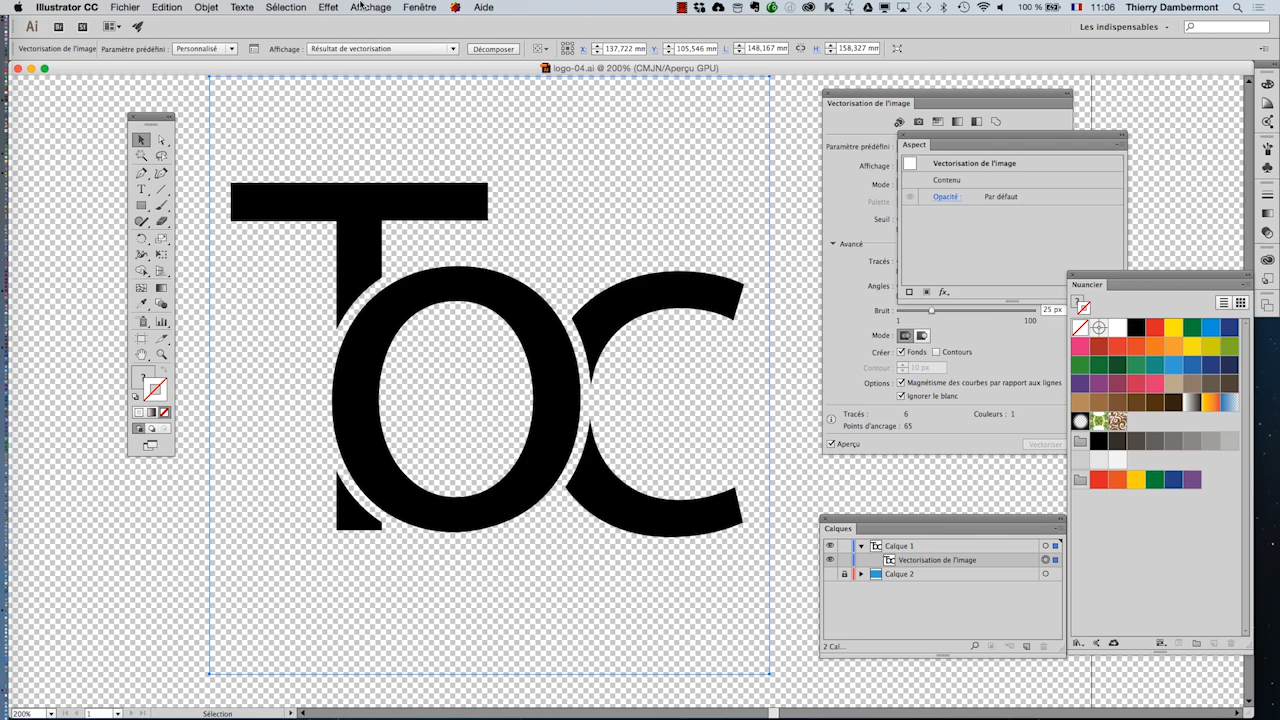 Illustrator CC Fichier Edition Objet Texte Sélection Effet Affichage Fenêtre Aide 100 % 11:06 Thierry Dambermont
Ai Br St Les indispensables
Vectorisation de l'image Paramètre prédéfini : Personnalisé Affichage : Résultat de vectorisation Décomposer X: 137,722 mm Y: 105,546 mm L: 148,167 mm H: 158,327 mm
logo-04.ai @ 200% (CMJN/Aperçu GPU)
Vectorisation de l'image
Paramètre prédéfini :
Affichage :
Mode :
Palette :
Seuil :
Avancé
Tracés :
Angles :
Bruit : 25 px
1 100
Mode :
Créer : Fonds Contours
Contour : 10 px
Options : Magnétisme des courbes par rapport aux lignes
Ignorer le blanc
Tracés : 6 Couleurs : 1
Points d'ancrage : 65
Aperçu Vectoriser
Aspect
Vectorisation de l'image
Contenu
Opacité : Par défaut
fx
Nuancier
Calques
Calque 1
Vectorisation de l'image
Calque 2
2 Cal...
ToC
200% 1 Sélection